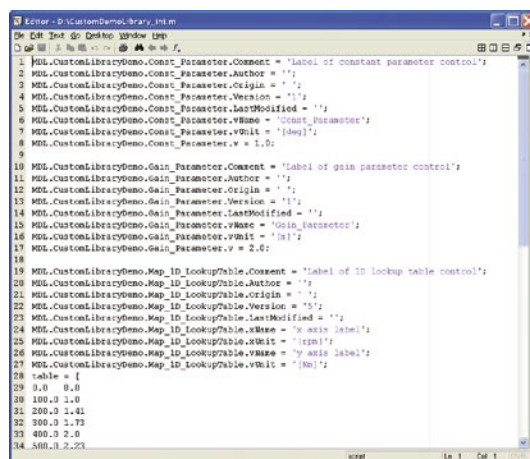 Editor - D:\CustomDemoLibrary_int.m
File Edit Text Go Desktop Window Help
1 MDL.CustomLibraryDemo.Const_Parameter.Comment = 'Label of constant parameter control';
2 MDL.CustomLibraryDemo.Const_Parameter.Author = '';
3 MDL.CustomLibraryDemo.Const_Parameter.Origin = ' ';
4 MDL.CustomLibraryDemo.Const_Parameter.Version = '1';
5 MDL.CustomLibraryDemo.Const_Parameter.LastModified = '';
6 MDL.CustomLibraryDemo.Const_Parameter.vName = 'Const_Parameter';
7 MDL.CustomLibraryDemo.Const_Parameter.vUnit = '[deg]';
8 MDL.CustomLibraryDemo.Const_Parameter.v = 1.0;
9
10 MDL.CustomLibraryDemo.Gain_Parameter.Comment = 'Label of gain parameter control';
11 MDL.CustomLibraryDemo.Gain_Parameter.Author = '';
12 MDL.CustomLibraryDemo.Gain_Parameter.Origin = ' ';
13 MDL.CustomLibraryDemo.Gain_Parameter.Version = '1';
14 MDL.CustomLibraryDemo.Gain_Parameter.LastModified = '';
15 MDL.CustomLibraryDemo.Gain_Parameter.vName = 'Gain_Parameter';
16 MDL.CustomLibraryDemo.Gain_Parameter.vUnit = '[m]';
17 MDL.CustomLibraryDemo.Gain_Parameter.v = 2.0;
18
19 MDL.CustomLibraryDemo.Map_1D_LookupTable.Comment = 'Label of 1D lookup table control';
20 MDL.CustomLibraryDemo.Map_1D_LookupTable.Author = '';
21 MDL.CustomLibraryDemo.Map_1D_LookupTable.Origin = ' ';
22 MDL.CustomLibraryDemo.Map_1D_LookupTable.Version = '5';
23 MDL.CustomLibraryDemo.Map_1D_LookupTable.LastModified = '';
24 MDL.CustomLibraryDemo.Map_1D_LookupTable.xName = 'x axis label';
25 MDL.CustomLibraryDemo.Map_1D_LookupTable.xUnit = '[rpm]';
26 MDL.CustomLibraryDemo.Map_1D_LookupTable.vName = 'y axis label';
27 MDL.CustomLibraryDemo.Map_1D_LookupTable.vUnit = '[Nm]';
28 table = [
29 0.0 0.0
30 100.0 1.0
31 200.0 1.41
32 300.0 1.73
33 400.0 2.0
34 500.0 2.23
script Ln 1 Col 1